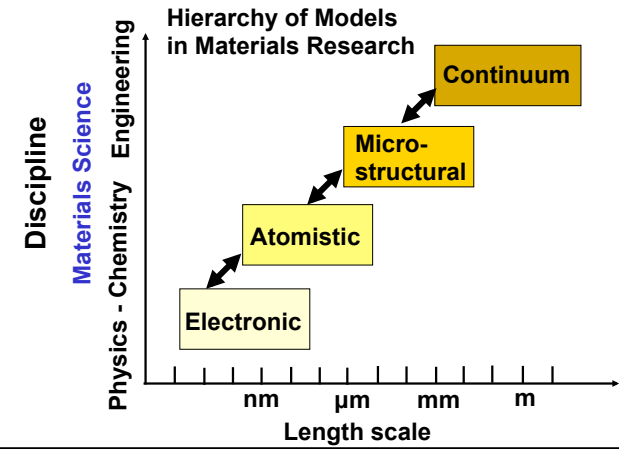 Hierarchy of Models
in Materials Research
Discipline
Materials Science
Physics - Chemistry Engineering
Continuum
Micro-
structural
Atomistic
Electronic
nm µm mm m
Length scale